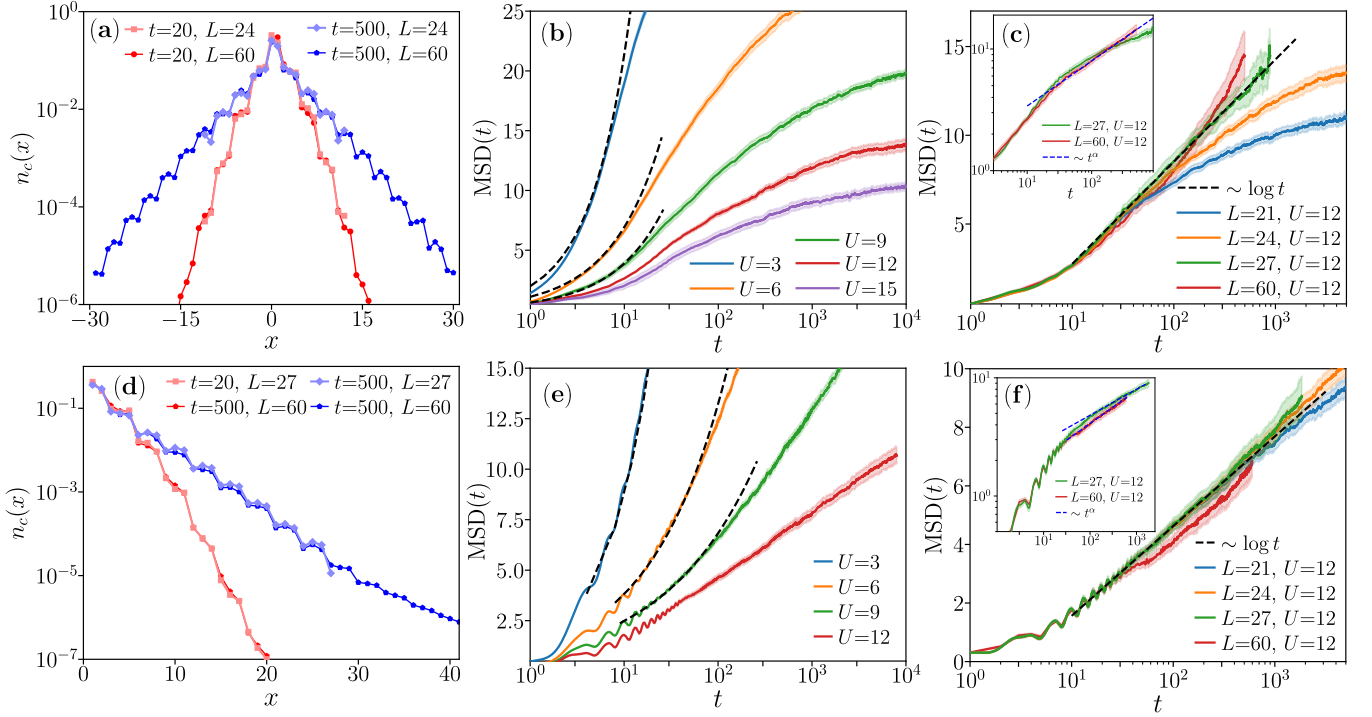 (a)
t=20, L=24
t=20, L=60
t=500, L=24
t=500, L=60
n_c(x)
10^0
10^−2
10^−4
10^−6
−30 −15 0 15 30
x
(b)
MSD(t)
25
20
15
10
5
U=3
U=6
U=9
U=12
U=15
10^0 10^1 10^2 10^3 10^4
t
(c)
MSD(t)
15
10
5
10^1
10^0
L=27, U=12
L=60, U=12
∼ t^α
10^1 10^2
t
∼ log t
L=21, U=12
L=24, U=12
L=27, U=12
L=60, U=12
10^0 10^1 10^2 10^3
t
(d)
t=20, L=27
t=500, L=60
t=500, L=27
t=500, L=60
n_c(x)
10^−1
10^−3
10^−5
10^−7
0 10 20 30 40
x
(e)
MSD(t)
15.0
12.5
10.0
7.5
5.0
2.5
U=3
U=6
U=9
U=12
10^0 10^1 10^2 10^3 10^4
t
(f)
MSD(t)
10
8
6
4
2
0
10^1
10^0
L=27, U=12
L=60, U=12
∼ t^α
10^1 10^2 10^3
∼ log t
L=21, U=12
L=24, U=12
L=27, U=12
L=60, U=12
10^0 10^1 10^2 10^3
t